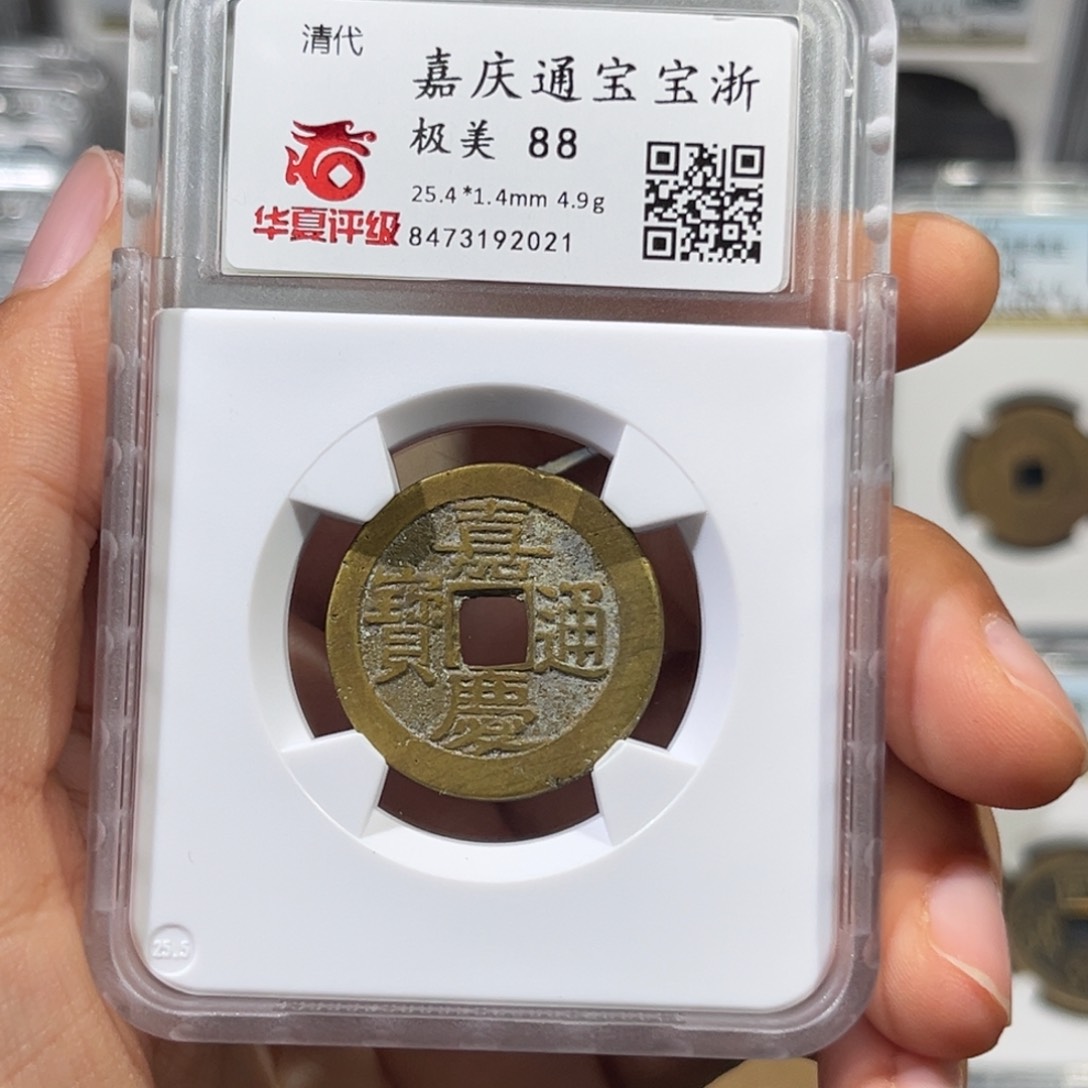 清代
嘉庆通宝宝浙
极美 88
25.4*1.4mm 4.9g
华夏评级
8473192021
嘉慶通寶
25.5